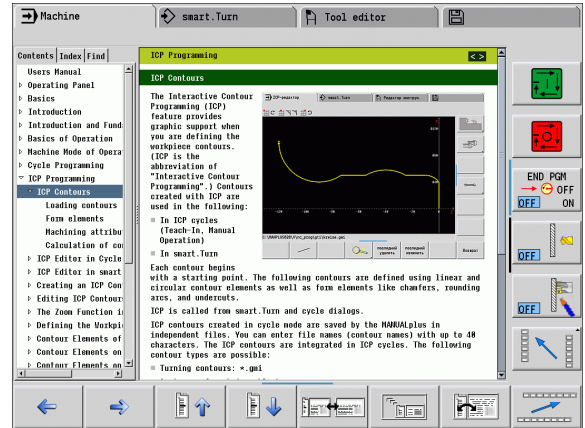 Machine
smart.Turn
Tool editor
Contents Index Find
Users Manual
Operating Panel
Basics
Introduction
Introduction and Funda
Basics of Operation
Machine Mode of Opera
Cycle Programming
ICP Programming
ICP Contours
Loading contours
Form elements
Machining attribu
Calculation of co
ICP Editor in Cycle
ICP Editor in smart
Creating an ICP Con
Editing ICP Contour
The Zoom Function i
Defining the Workpi
Contour Elements of
Contour Elements on
Contour Elements on
ICP Programming
< >
ICP Contours
The Interactive Contour
Programming (ICP)
feature provides
graphic support when
you are defining the
workpiece contours.
(ICP is the
abbreviation of
"Interactive Contour
Programming".) Contours
created with ICP are
used in the following:
In ICP cycles
(Teach-In, Manual
Operation)
In smart.Turn
Each contour begins
with a starting point. The following contours are defined using linear and
circular contour elements as well as form elements like chamfers, rounding
arcs, and undercuts.
ICP is called from smart.Turn and cycle dialogs.
ICP contours created in cycle mode are saved by the MANUALplus in
independent files. You can enter file names (contour names) with up to 40
characters. The ICP contours are integrated in ICP cycles. The following
contour types are possible:
Turning contours: *.gmi
smart.Turn
последний
удалить
последний
Возврат
END PGM
OFF
OFF ON
OFF
OFF